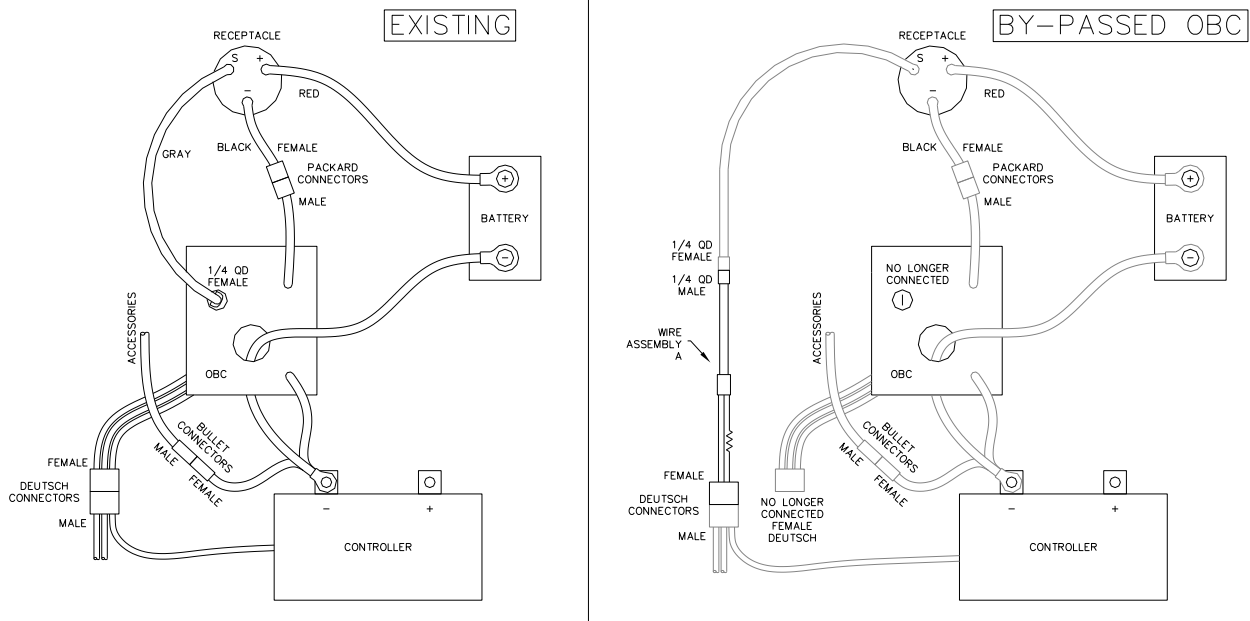 EXISTING
RECEPTACLE
S +
−
RED
GRAY
BLACK
FEMALE
PACKARD
CONNECTORS
MALE
+
BATTERY
−
1/4 QD
FEMALE
ACCESSORIES
OBC
BULLET
CONNECTORS
MALE
FEMALE
FEMALE
DEUTSCH
CONNECTORS
MALE
− +
CONTROLLER
BY-PASSED OBC
RECEPTACLE
S +
−
RED
BLACK
FEMALE
PACKARD
CONNECTORS
MALE
+
BATTERY
−
1/4 QD
FEMALE
1/4 QD
MALE
NO LONGER
CONNECTED
ACCESSORIES
WIRE
ASSEMBLY
A
OBC
BULLET
CONNECTORS
MALE
FEMALE
FEMALE
DEUTSCH
CONNECTORS
MALE
NO LONGER
CONNECTED
FEMALE
DEUTSCH
− +
CONTROLLER